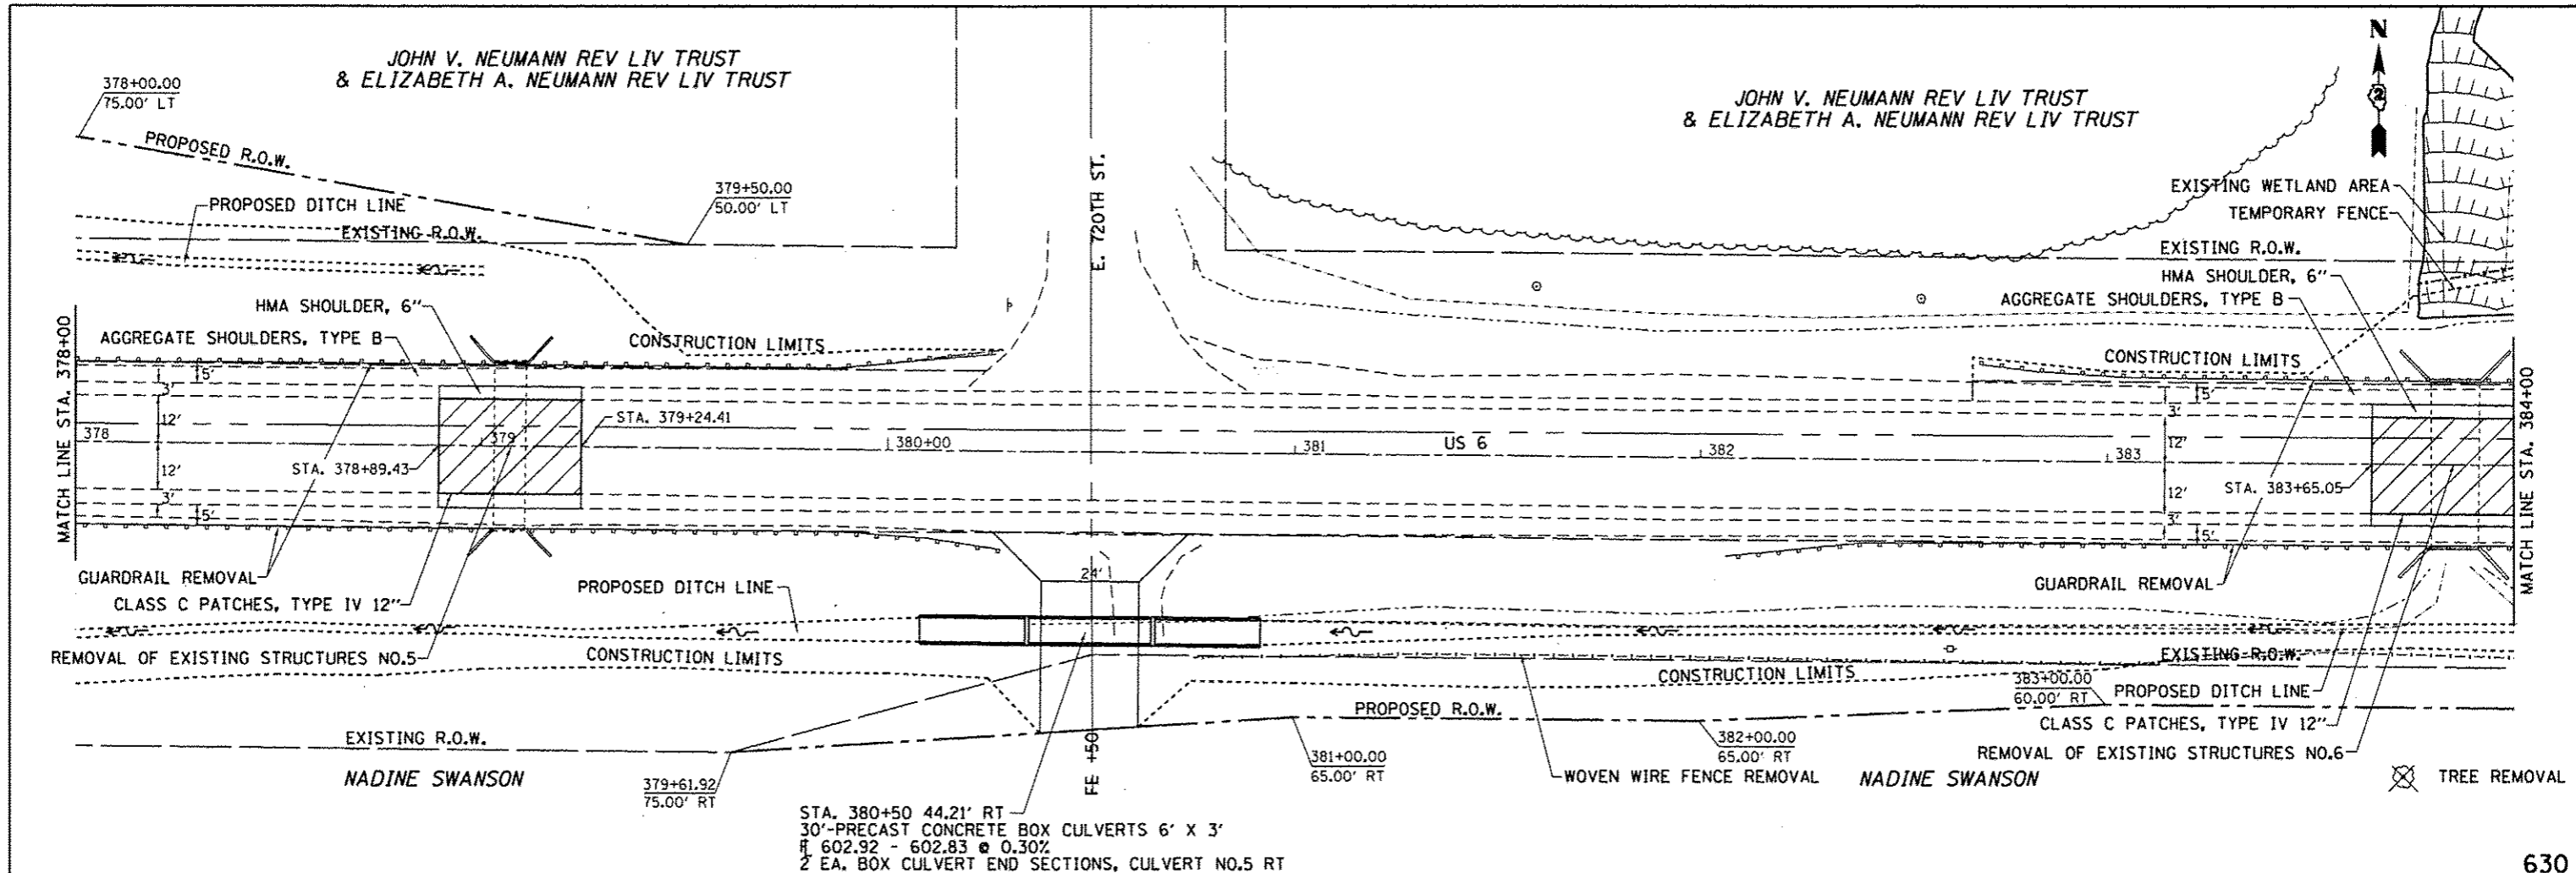 JOHN V. NEUMANN REV LIV TRUST
& ELIZABETH A. NEUMANN REV LIV TRUST
378+00.00
75.00' LT
PROPOSED R.O.W.
379+50.00
50.00' LT
PROPOSED DITCH LINE
EXISTING R.O.W.
HMA SHOULDER, 6"
AGGREGATE SHOULDERS, TYPE B
CONSTRUCTION LIMITS
E. 720TH ST.
JOHN V. NEUMANN REV LIV TRUST
& ELIZABETH A. NEUMANN REV LIV TRUST
N
2
EXISTING WETLAND AREA
TEMPORARY FENCE
EXISTING R.O.W.
HMA SHOULDER, 6"
AGGREGATE SHOULDERS, TYPE B
CONSTRUCTION LIMITS
MATCH LINE STA. 378+00
5'
3'
12'
12'
3'
5'
378
379
STA. 379+24.41
STA. 378+89.43
380+00
381
US 6
382
383
5'
3'
12'
12'
3'
5'
STA. 383+65.05
MATCH LINE STA. 384+00
GUARDRAIL REMOVAL
CLASS C PATCHES, TYPE IV 12"
PROPOSED DITCH LINE
24'
GUARDRAIL REMOVAL
REMOVAL OF EXISTING STRUCTURES NO.5
CONSTRUCTION LIMITS
EXISTING R.O.W.
CONSTRUCTION LIMITS
383+00.00
60.00' RT
PROPOSED DITCH LINE
PROPOSED R.O.W.
CLASS C PATCHES, TYPE IV 12"
EXISTING R.O.W.
FE +50
381+00.00
65.00' RT
382+00.00
65.00' RT
REMOVAL OF EXISTING STRUCTURES NO.6
NADINE SWANSON
379+61.92
75.00' RT
WOVEN WIRE FENCE REMOVAL
NADINE SWANSON
TREE REMOVAL
STA. 380+50 44.21' RT
30'-PRECAST CONCRETE BOX CULVERTS 6' X 3'
FL 602.92 - 602.83 @ 0.30%
2 EA. BOX CULVERT END SECTIONS, CULVERT NO.5 RT
630